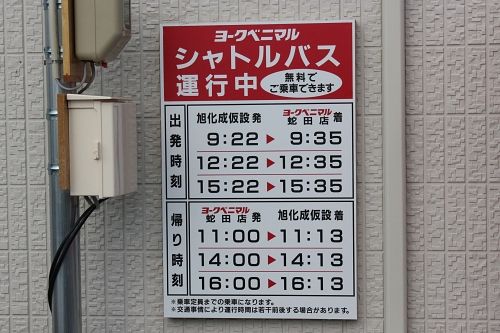 ヨークベニマル
シャトルバス
運行中 無料でご乗車できます
出発時刻
旭化成仮設 発 ヨークベニマル蛇田店 着
9:22 ▶ 9:35
12:22 ▶ 12:35
15:22 ▶ 15:35
帰り時刻
ヨークベニマル蛇田店 発 旭化成仮設 着
11:00 ▶ 11:13
14:00 ▶ 14:13
16:00 ▶ 16:13
※乗車定員までの乗車になります。
※交通事情により運行時間は若干前後する場合があります。